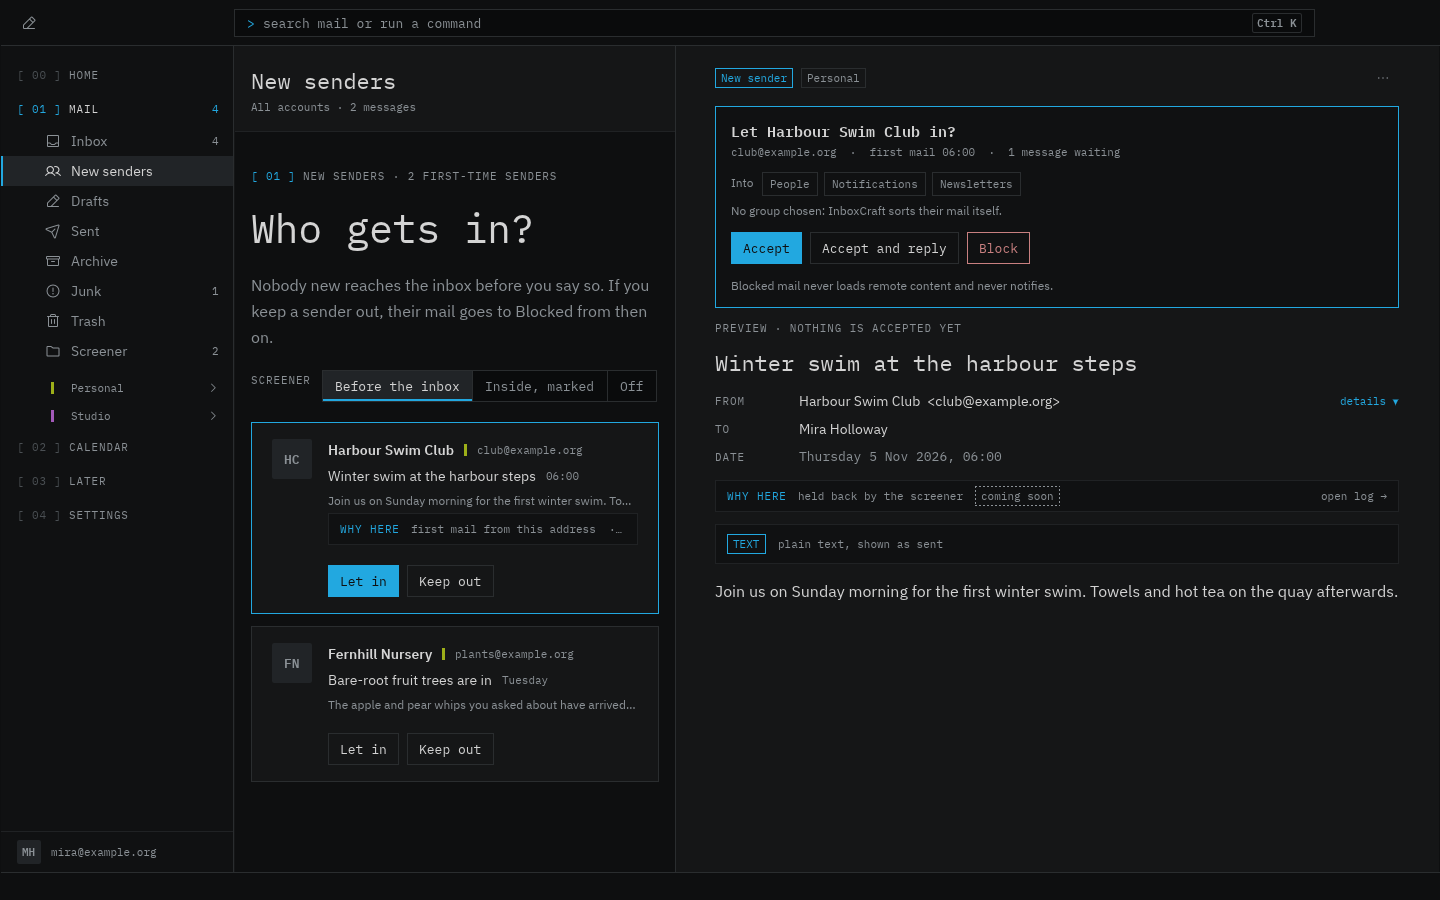 > search mail or run a command
Ctrl K
[ 00 ] HOME
[ 01 ] MAIL 4
Inbox 4
New senders
Drafts
Sent
Archive
Junk 1
Trash
Screener 2
Personal
Studio
[ 02 ] CALENDAR
[ 03 ] LATER
[ 04 ] SETTINGS
MH mira@example.org
New senders
All accounts · 2 messages
[ 01 ] NEW SENDERS · 2 FIRST-TIME SENDERS
Who gets in?
Nobody new reaches the inbox before you say so. If you
keep a sender out, their mail goes to Blocked from then
on.
SCREENER Before the inbox Inside, marked Off
HC Harbour Swim Club club@example.org
Winter swim at the harbour steps 06:00
Join us on Sunday morning for the first winter swim. To…
WHY HERE first mail from this address ·…
Let in Keep out
FN Fernhill Nursery plants@example.org
Bare-root fruit trees are in Tuesday
The apple and pear whips you asked about have arrived…
Let in Keep out
New sender Personal ···
Let Harbour Swim Club in?
club@example.org · first mail 06:00 · 1 message waiting
Into People Notifications Newsletters
No group chosen: InboxCraft sorts their mail itself.
Accept Accept and reply Block
Blocked mail never loads remote content and never notifies.
PREVIEW · NOTHING IS ACCEPTED YET
Winter swim at the harbour steps
FROM Harbour Swim Club <club@example.org> details ▾
TO Mira Holloway
DATE Thursday 5 Nov 2026, 06:00
WHY HERE held back by the screener coming soon open log →
TEXT plain text, shown as sent
Join us on Sunday morning for the first winter swim. Towels and hot tea on the quay afterwards.